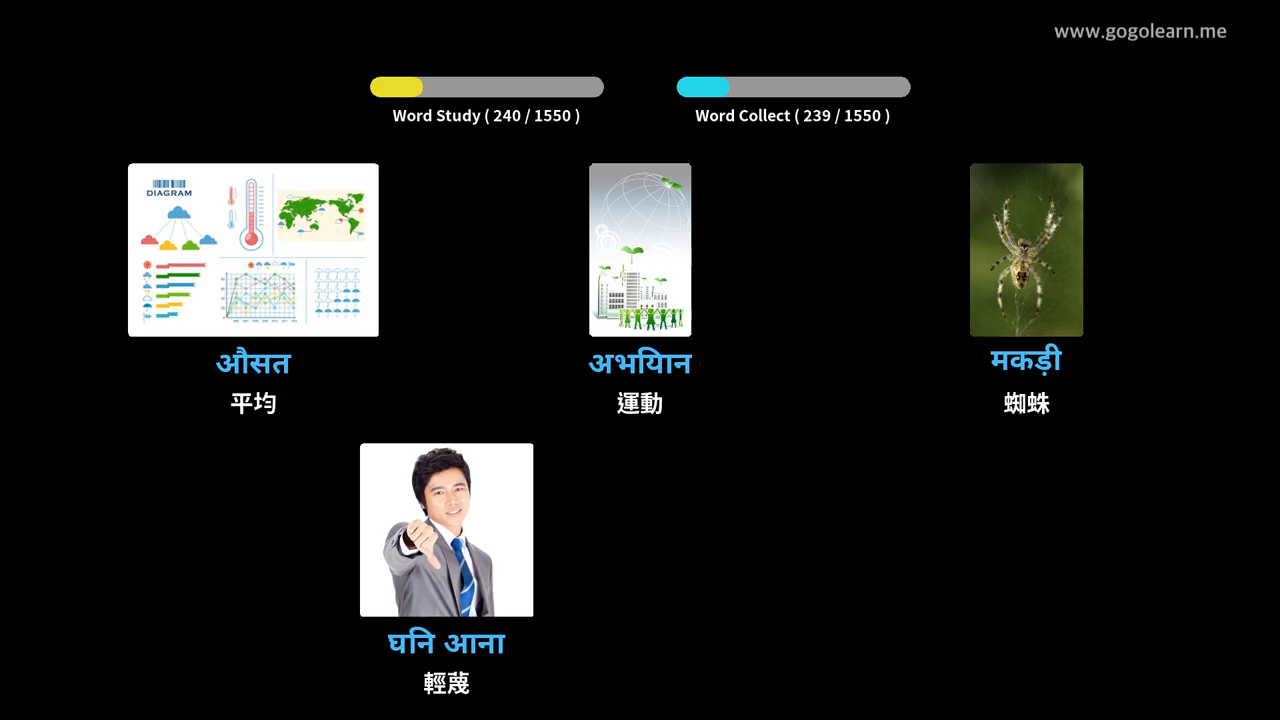 www.gogolearn.me
Word Study ( 240 / 1550 )
Word Collect ( 239 / 1550 )
DIAGRAM
औसत
平均
अभियान
運動
मकड़ी
蜘蛛
घिन आना
輕蔑